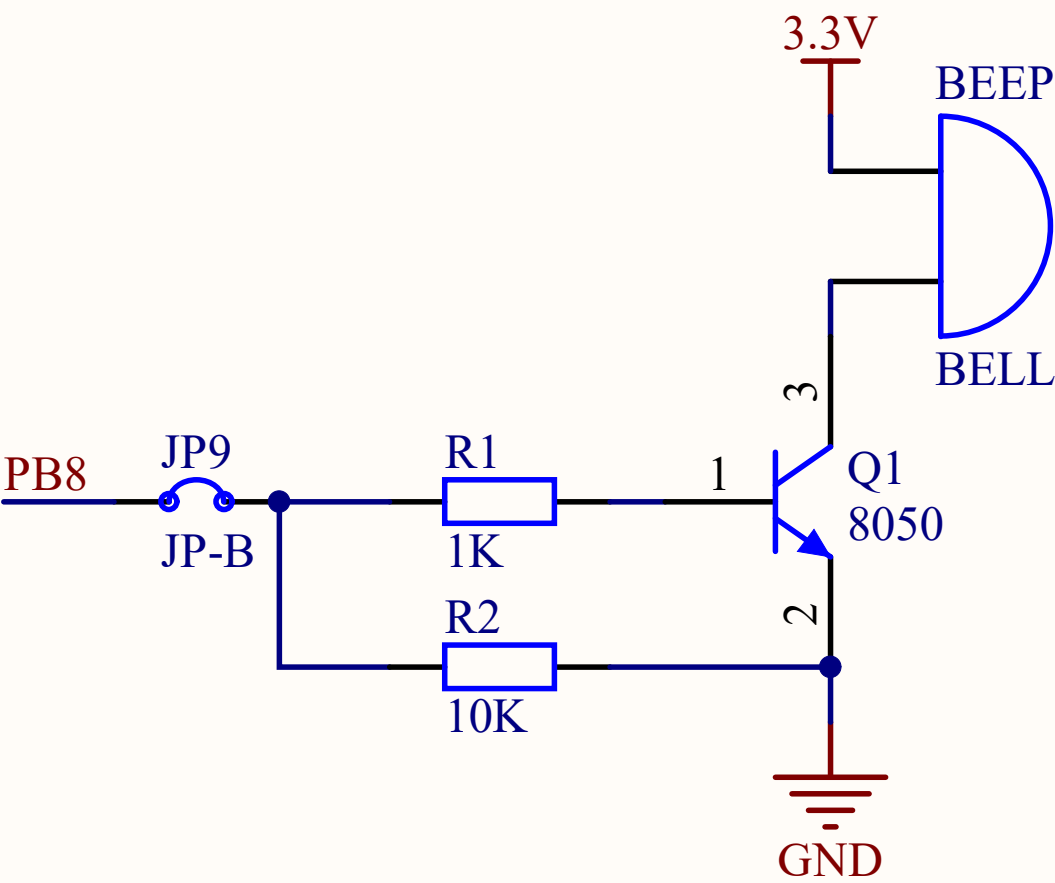 3.3V
BEEP
BELL
3
JP9
R1
1
Q1
PB8
8050
JP-B
1K
R2
2
10K
GND